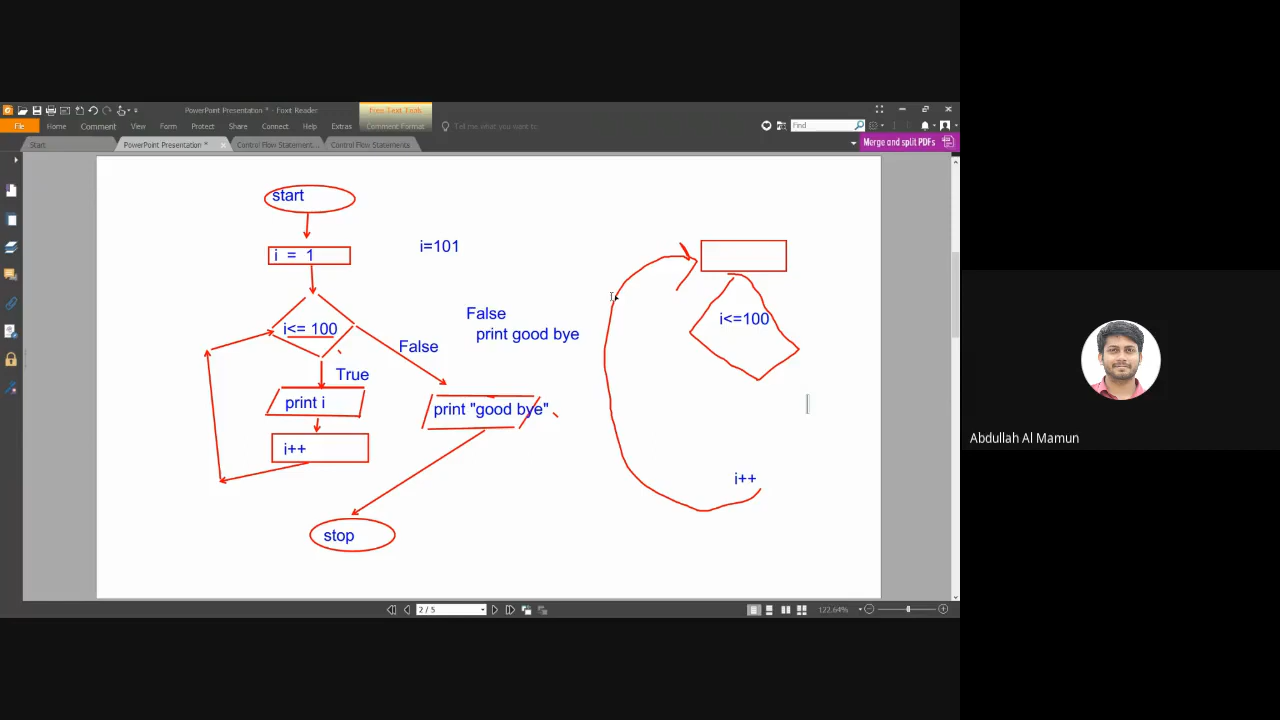 PowerPoint Presentation * - Foxit Reader
Free Text Tools
File
Home
Comment
View
Form
Protect
Share
Connect
Help
Extras
Comment Format
Tell me what you want to
Find
Start
PowerPoint Presentation *
Control Flow Statement...
Control Flow Statements
Merge and split PDFs
start
i = 1
i=101
i<= 100
False
print good bye
False
True
print i
print "good bye"
i++
stop
i<=100
i++
Abdullah Al Mamun
2 / 5
122.64%